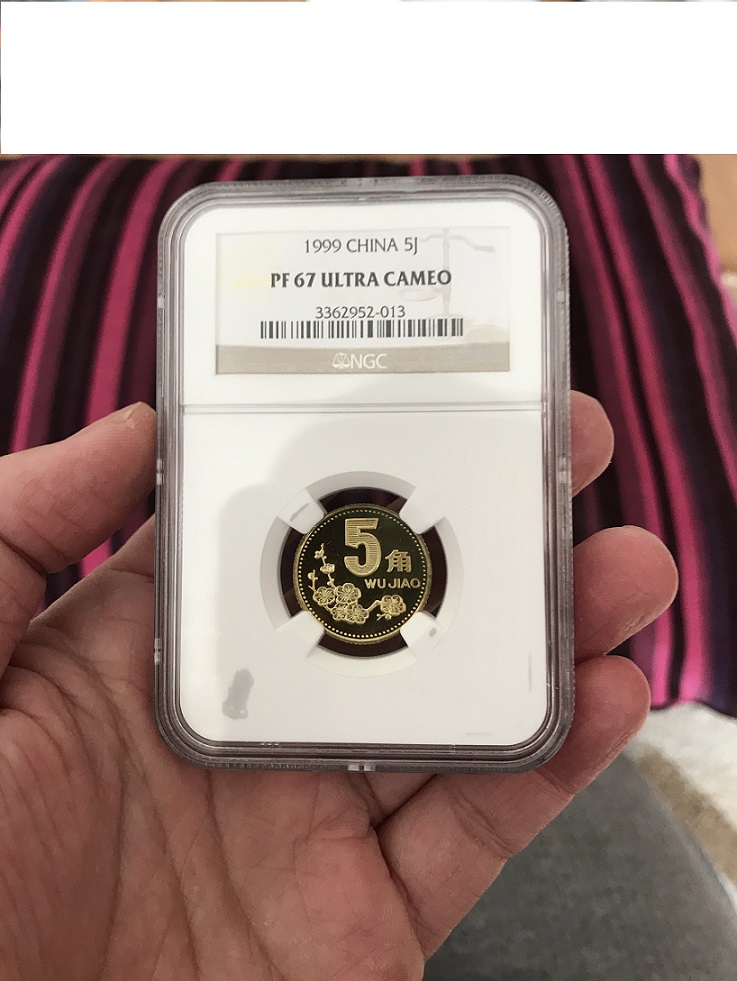 1999 CHINA 5J
PF 67 ULTRA CAMEO
3362952-013
NGC
5角
WU JIAO